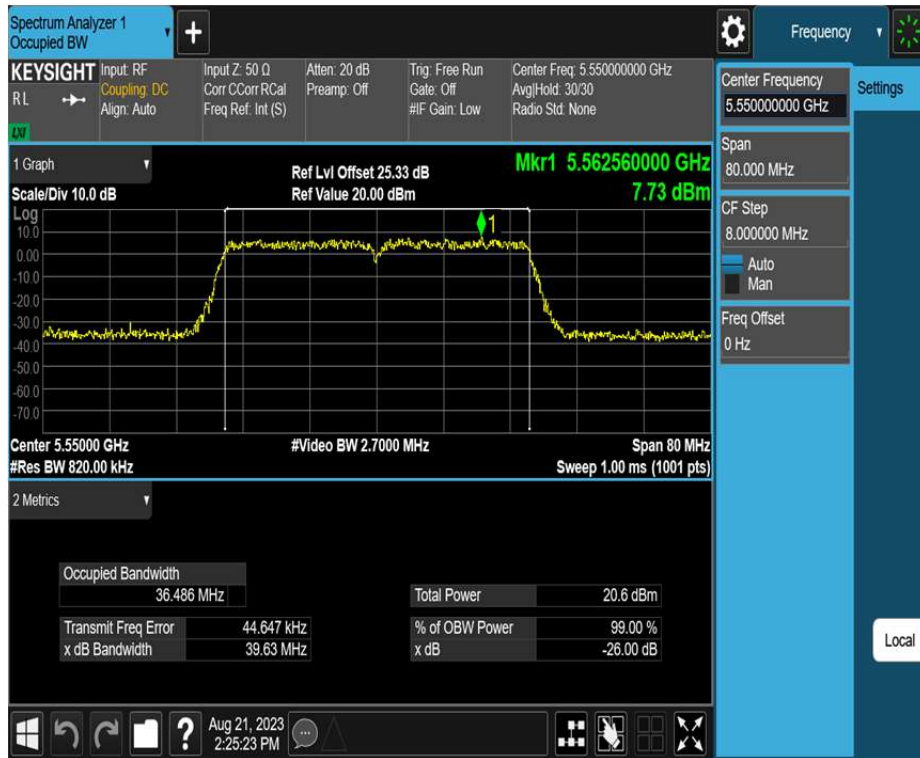 Spectrum Analyzer 1
Occupied BW
+
Frequency
KEYSIGHT
RL
LXI
Input: RF
Coupling: DC
Align: Auto
Input Z: 50 Ω
Corr CCorr RCal
Freq Ref: Int (S)
Atten: 20 dB
Preamp: Off
Trig: Free Run
Gate: Off
#IF Gain: Low
Center Freq: 5.550000000 GHz
Avg|Hold: 30/30
Radio Std: None
Center Frequency
5.55000000 GHz
Settings
Span
80.000 MHz
CF Step
8.000000 MHz
Auto
Man
Freq Offset
0 Hz
1 Graph
Scale/Div 10.0 dB
Ref Lvl Offset 25.33 dB
Ref Value 20.00 dBm
Mkr1 5.562560000 GHz
7.73 dBm
Log
10.0
0.00
-10.0
-20.0
-30.0
-40.0
-50.0
-60.0
-70.0
1
Center 5.55000 GHz
#Video BW 2.7000 MHz
Span 80 MHz
#Res BW 820.00 kHz
Sweep 1.00 ms (1001 pts)
2 Metrics
Occupied Bandwidth
36.486 MHz
Total Power 20.6 dBm
Transmit Freq Error 44.647 kHz
% of OBW Power 99.00 %
x dB Bandwidth 39.63 MHz
x dB -26.00 dB
Local
?
Aug 21, 2023
2:25:23 PM